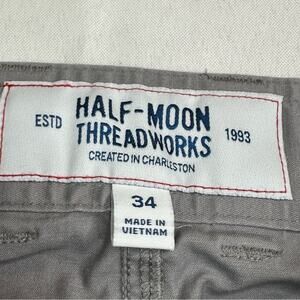 HALF-MOON
ESTD THREADWORKS 1993
CREATED IN CHARLESTON
34
MADE IN
VIETNAM